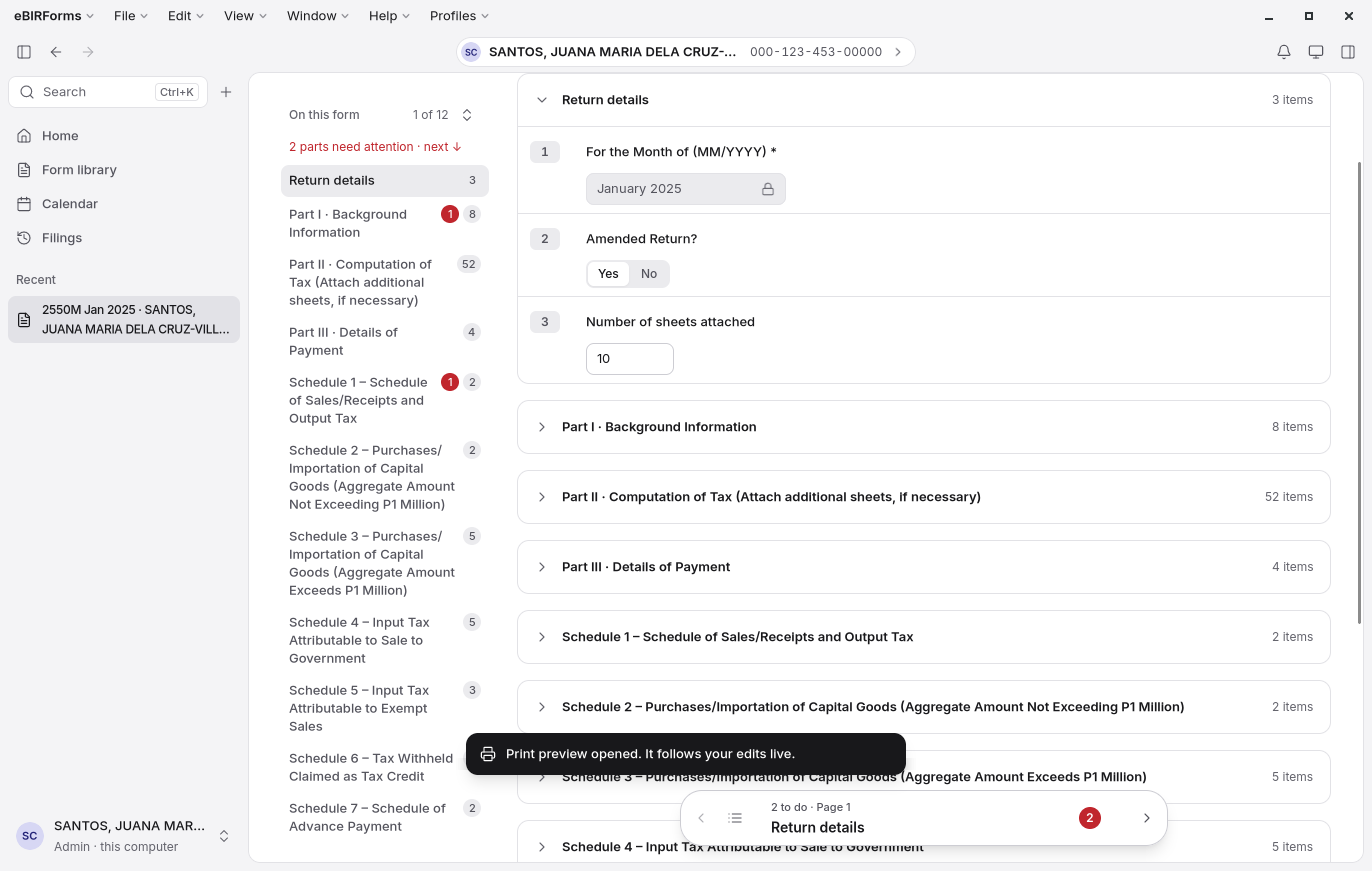 eBIRForms File Edit View Window Help Profiles
SC SANTOS, JUANA MARIA DELA CRUZ-... 000-123-453-00000
Search Ctrl+K
Home
Form library
Calendar
Filings
Recent
2550M Jan 2025 · SANTOS,
JUANA MARIA DELA CRUZ-VILL...
SC SANTOS, JUANA MAR...
Admin · this computer
On this form 1 of 12
2 parts need attention · next ↓
Return details 3
Part I · Background 1 8
Information
Part II · Computation of 52
Tax (Attach additional
sheets, if necessary)
Part III · Details of 4
Payment
Schedule 1 – Schedule 1 2
of Sales/Receipts and
Output Tax
Schedule 2 – Purchases/ 2
Importation of Capital
Goods (Aggregate Amount
Not Exceeding P1 Million)
Schedule 3 – Purchases/ 5
Importation of Capital
Goods (Aggregate Amount
Exceeds P1 Million)
Schedule 4 – Input Tax 5
Attributable to Sale to
Government
Schedule 5 – Input Tax 3
Attributable to Exempt
Sales
Schedule 6 – Tax Withheld
Claimed as Tax Credit
Schedule 7 – Schedule of 2
Advance Payment
Return details 3 items
1 For the Month of (MM/YYYY) *
January 2025
2 Amended Return?
Yes No
3 Number of sheets attached
10
Part I · Background Information 8 items
Part II · Computation of Tax (Attach additional sheets, if necessary) 52 items
Part III · Details of Payment 4 items
Schedule 1 – Schedule of Sales/Receipts and Output Tax 2 items
Schedule 2 – Purchases/Importation of Capital Goods (Aggregate Amount Not Exceeding P1 Million) 2 items
Print preview opened. It follows your edits live.
Schedule 3 – Purchases/Importation of Capital Goods (Aggregate Amount Exceeds P1 Million) 5 items
2 to do · Page 1
Return details 2
Schedule 4 – Input Tax Attributable to Sale to Government 5 items